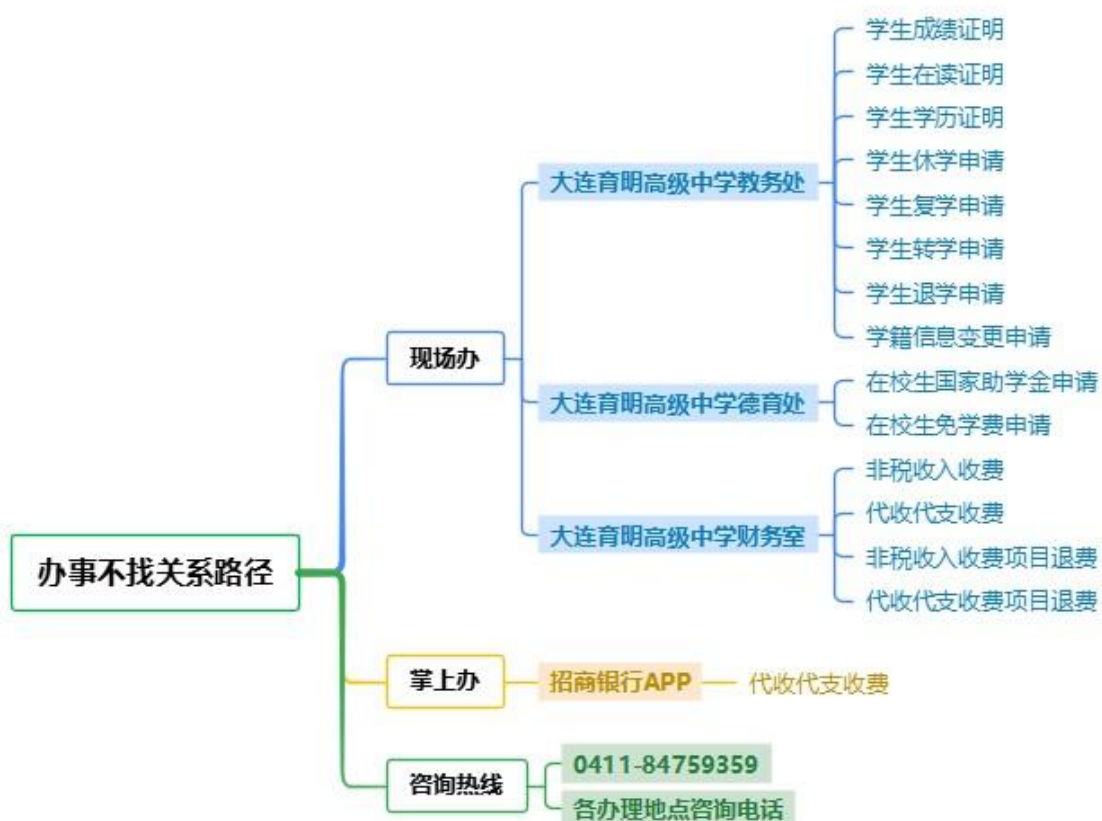 办事不找关系路径
现场办
大连育明高级中学教务处
学生成绩证明
学生在读证明
学生学历证明
学生休学申请
学生复学申请
学生转学申请
学生退学申请
学籍信息变更申请
大连育明高级中学德育处
在校生国家助学金申请
在校生免学费申请
大连育明高级中学财务室
非税收入收费
代收代支收费
非税收入收费项目退费
代收代支收费项目退费
掌上办
招商银行APP
代收代支收费
咨询热线
0411-84759359
各办理地点咨询电话